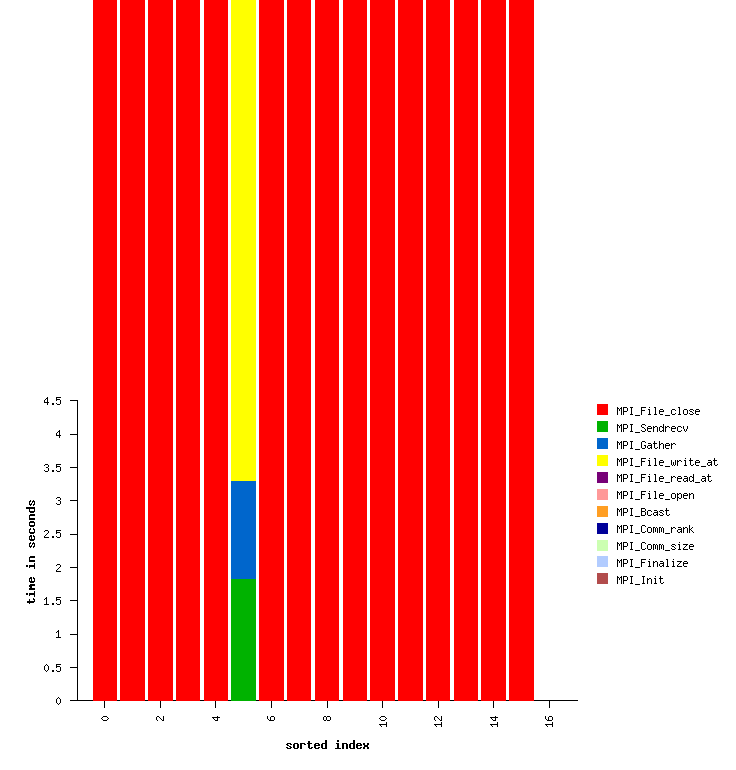 4.5
4
3.5
3
2.5
2
1.5
1
0.5
0
time in seconds
0
2
4
6
8
10
12
14
16
sorted index
MPI_File_close
MPI_Sendrecv
MPI_Gather
MPI_File_write_at
MPI_File_read_at
MPI_File_open
MPI_Bcast
MPI_Comm_rank
MPI_Comm_size
MPI_Finalize
MPI_Init